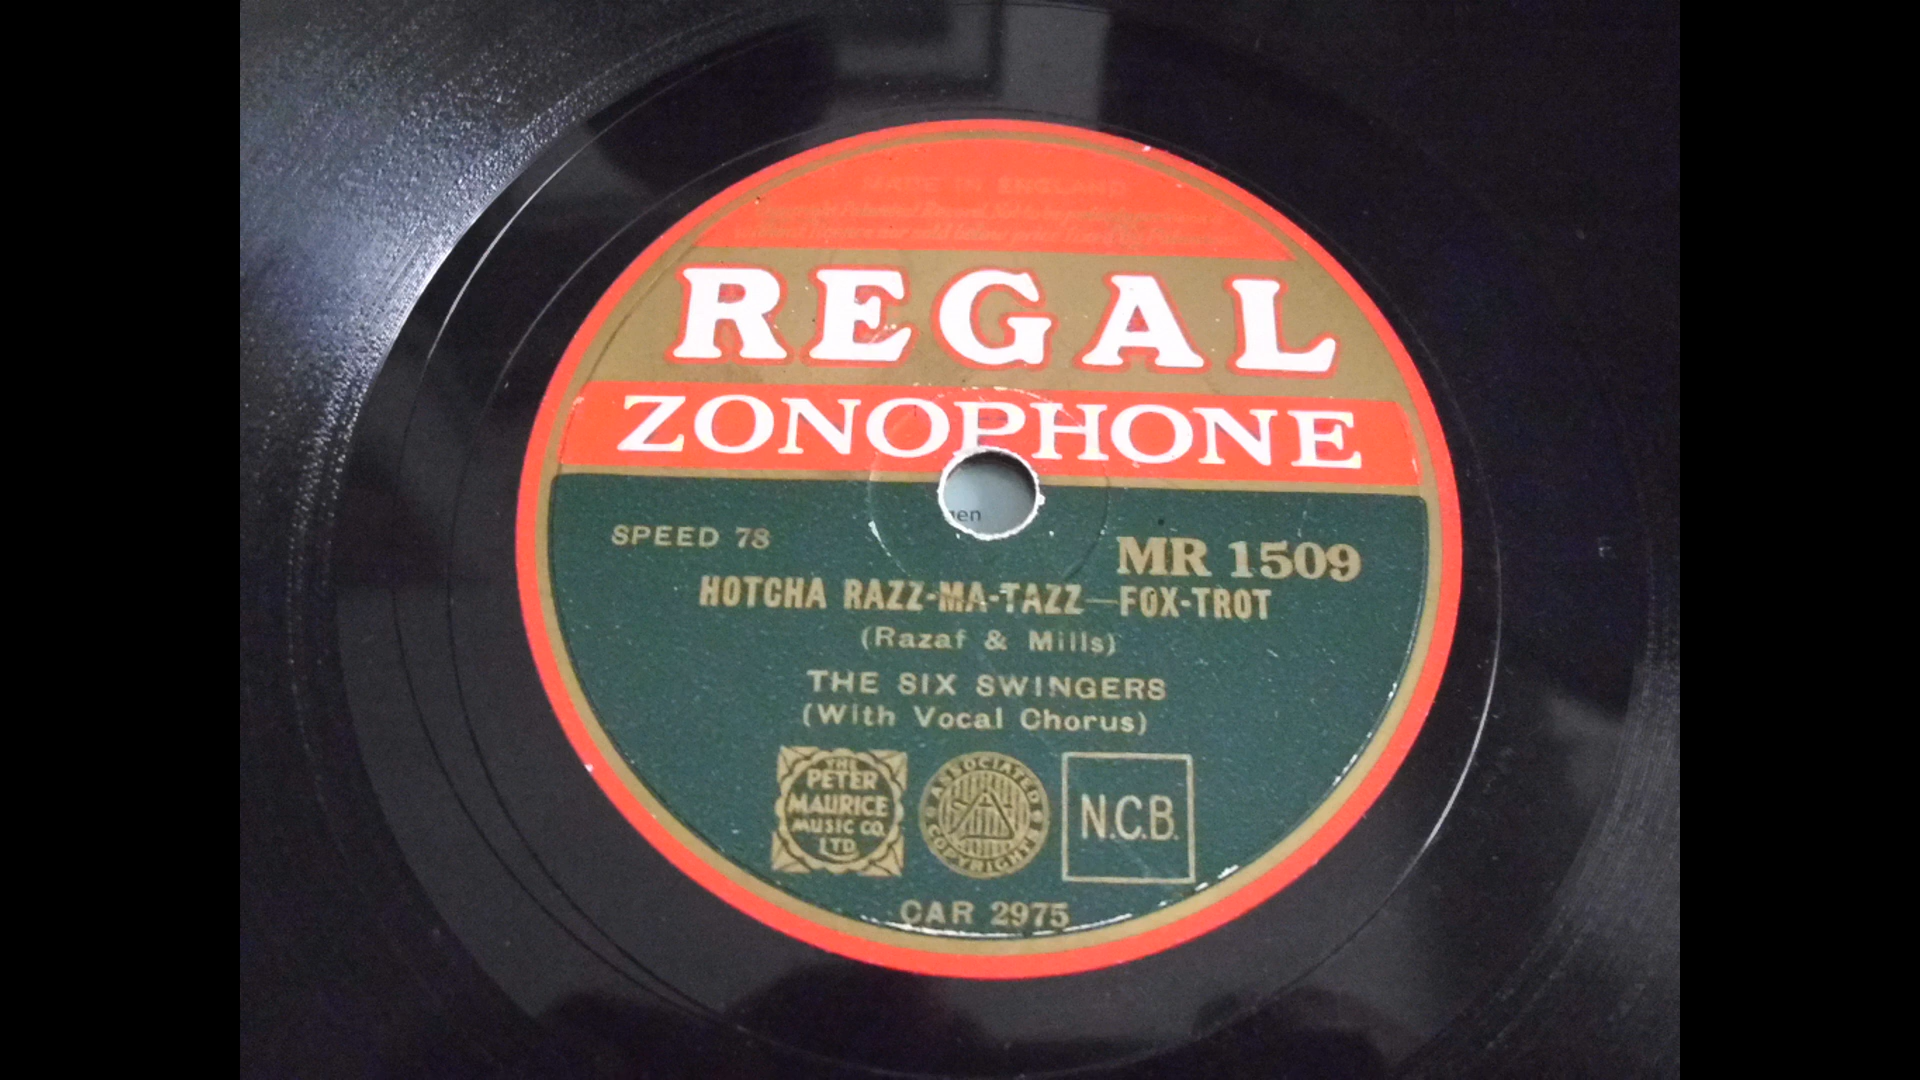 MADE IN ENGLAND
REGAL
ZONOPHONE
gen
SPEED 78
MR 1509
HOTCHA RAZZ-MA-TAZZ—FOX-TROT
(Razaf & Mills)
THE SIX SWINGERS
(With Vocal Chorus)
THE
PETER
MAURICE
MUSIC CO.
LTD.
ASSOCIATED
COPYRIGHTS
N.C.B.
CAR 2975